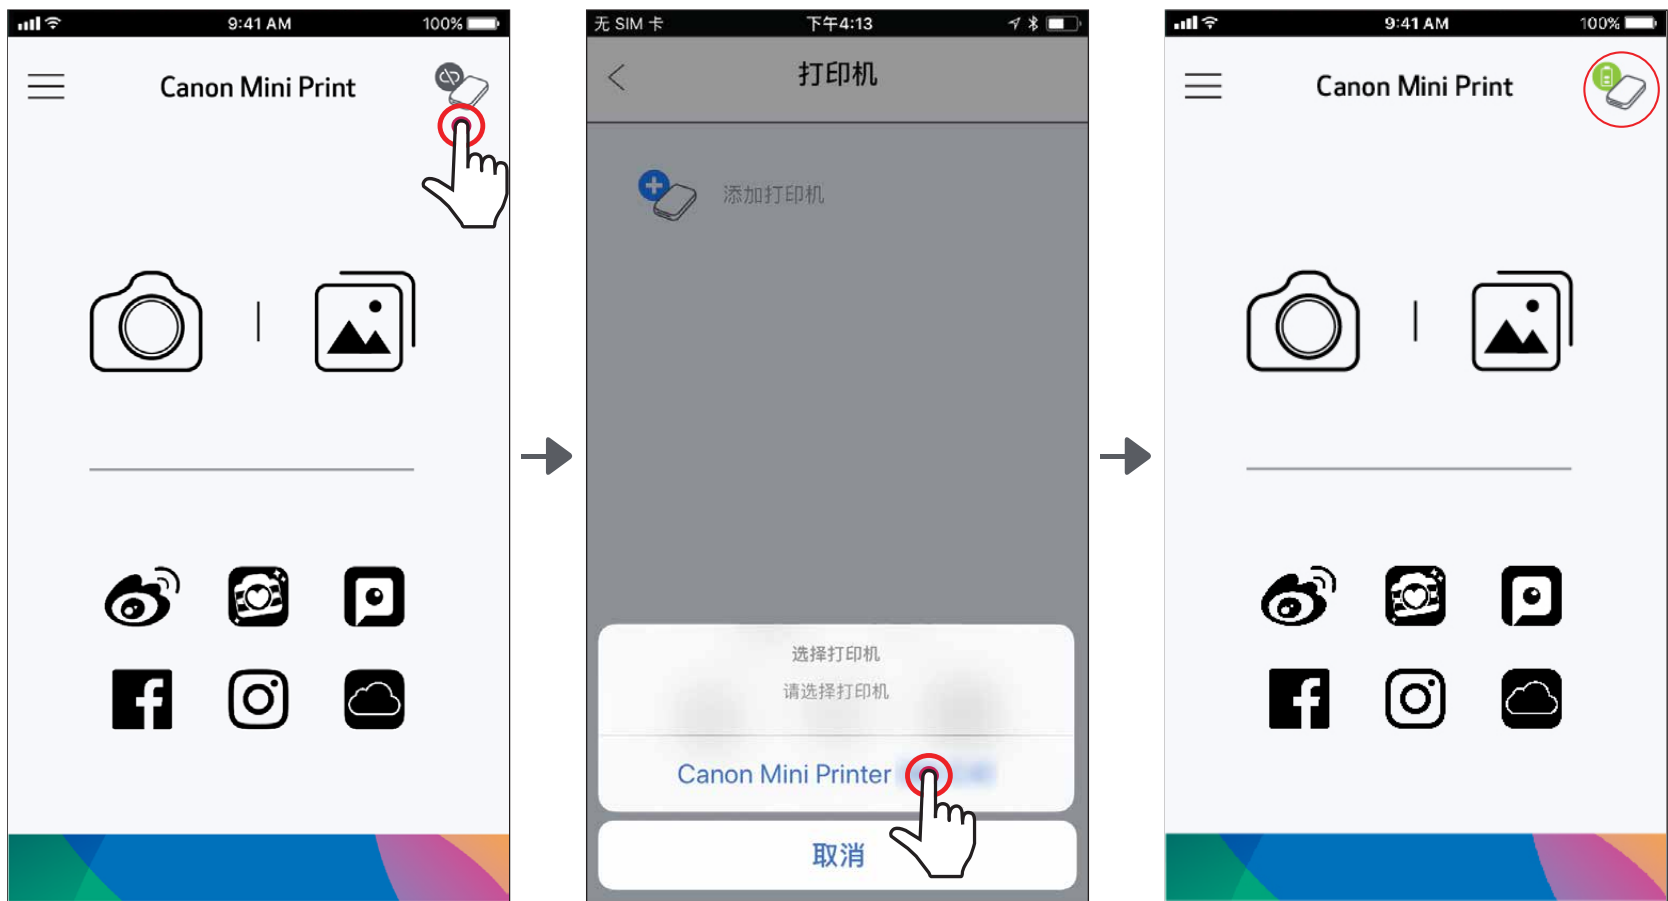 9:41 AM 100%
Canon Mini Print
无 SIM 卡 下午4:13
打印机
添加打印机
选择打印机
请选择打印机
Canon Mini Printer
取消
9:41 AM 100%
Canon Mini Print